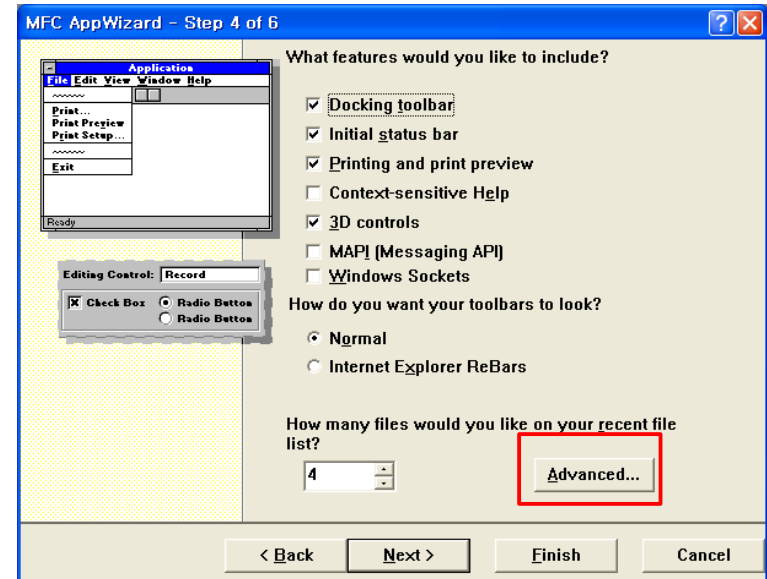 MFC AppWizard - Step 4 of 6
Application
File Edit View Window Help
Print...
Print Preview
Print Setup...
Exit
Ready
Editing Control: Record
Check Box
Radio Button
Radio Button
What features would you like to include?
Docking toolbar
Initial status bar
Printing and print preview
Context-sensitive Help
3D controls
MAPI (Messaging API)
Windows Sockets
How do you want your toolbars to look?
Normal
Internet Explorer ReBars
How many files would you like on your recent file
list?
4
Advanced...
< Back
Next >
Finish
Cancel